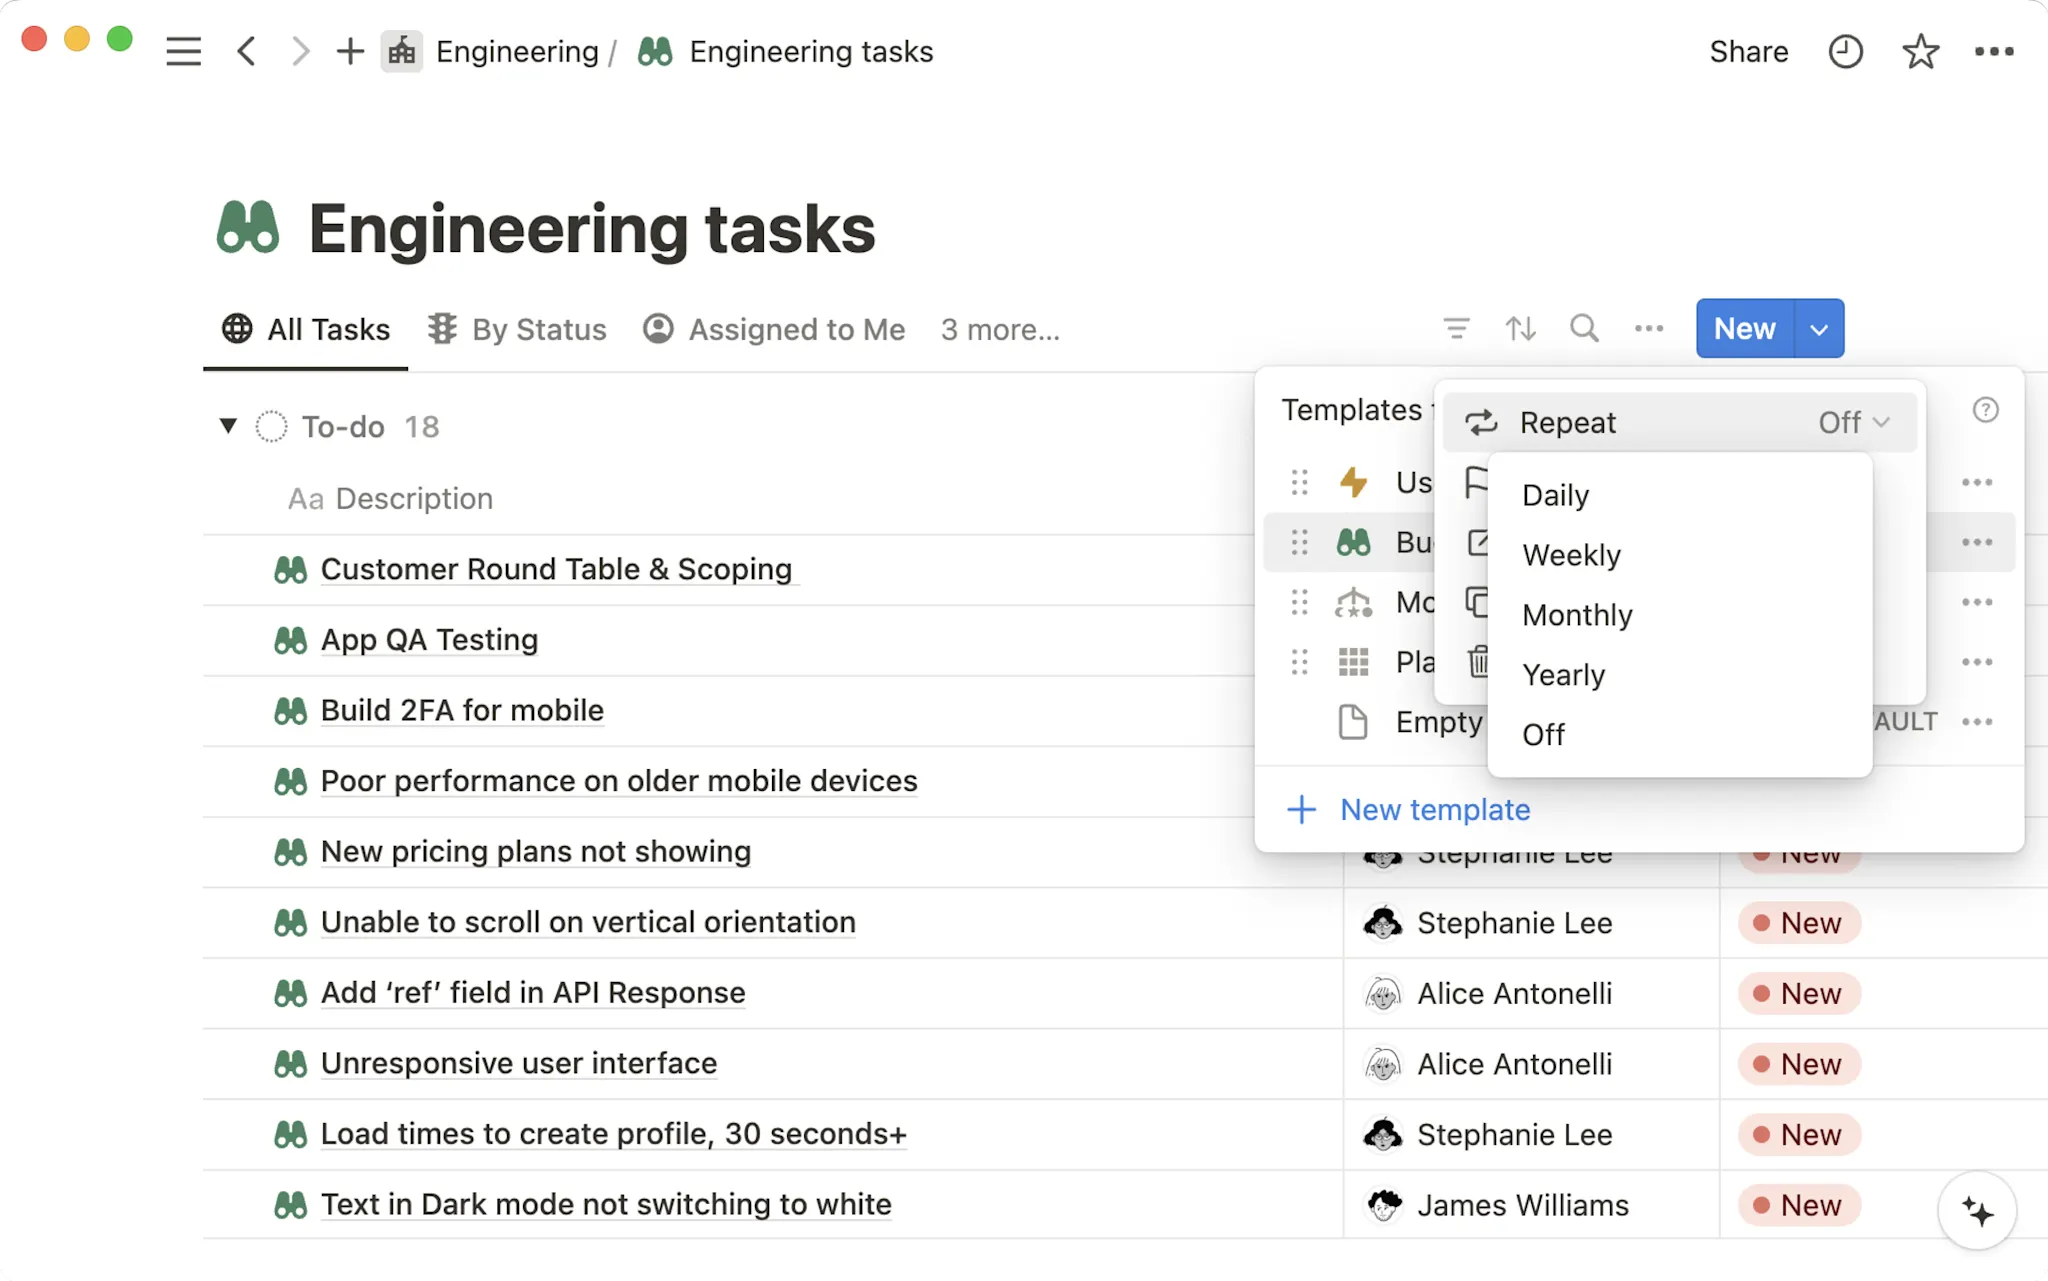 Engineering / Engineering tasks
Share
Engineering tasks
All Tasks By Status Assigned to Me 3 more...
New
To-do 18
Aa Description
Customer Round Table & Scoping
App QA Testing
Build 2FA for mobile
Poor performance on older mobile devices
New pricing plans not showing
Stephanie Lee New
Unable to scroll on vertical orientation
Stephanie Lee New
Add ‘ref’ field in API Response
Alice Antonelli New
Unresponsive user interface
Alice Antonelli New
Load times to create profile, 30 seconds+
Stephanie Lee New
Text in Dark mode not switching to white
James Williams New
Templates
Repeat Off
Daily
Weekly
Monthly
Yearly
Off
Empty
New template